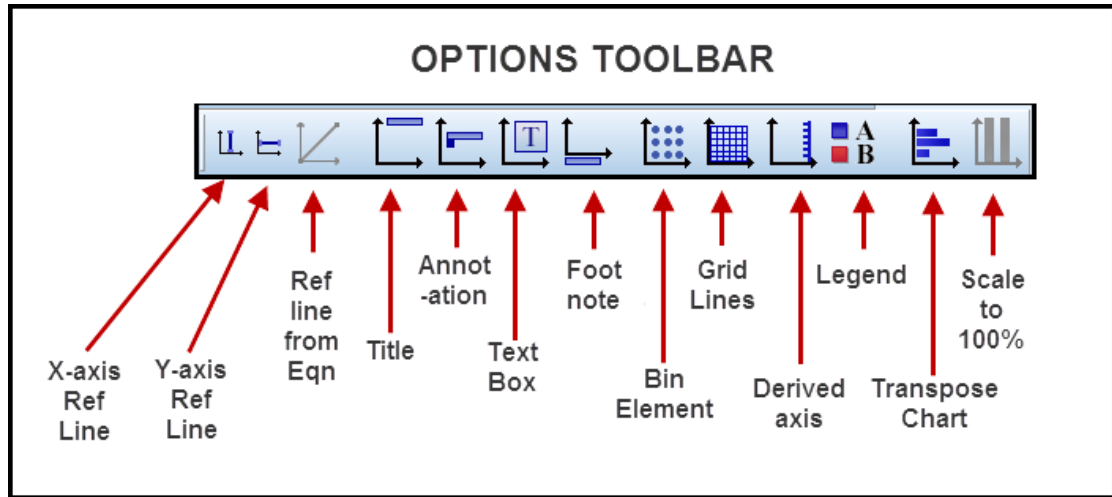 OPTIONS TOOLBAR
T
A
B
X-axis
Ref
Line
Y-axis
Ref
Line
Ref
line
from
Eqn
Title
Annot
-ation
Text
Box
Foot
note
Bin
Element
Grid
Lines
Derived
axis
Legend
Transpose
Chart
Scale
to
100%